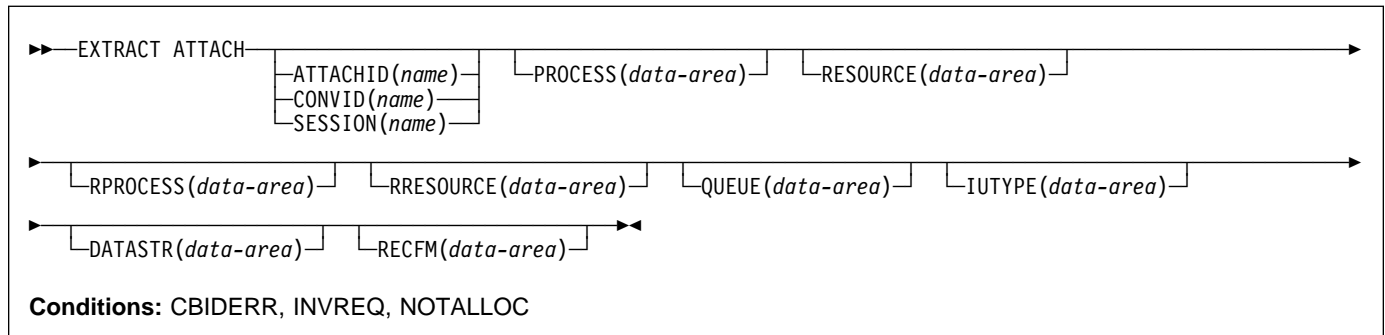 EXTRACT ATTACH
ATTACHID(name) PROCESS(data-area) RESOURCE(data-area)
CONVID(name)
SESSION(name)
RPROCESS(data-area) RRESOURCE(data-area) QUEUE(data-area) IUTYPE(data-area)
DATASTR(data-area) RECFM(data-area)
Conditions: CBIDERR, INVREQ, NOTALLOC